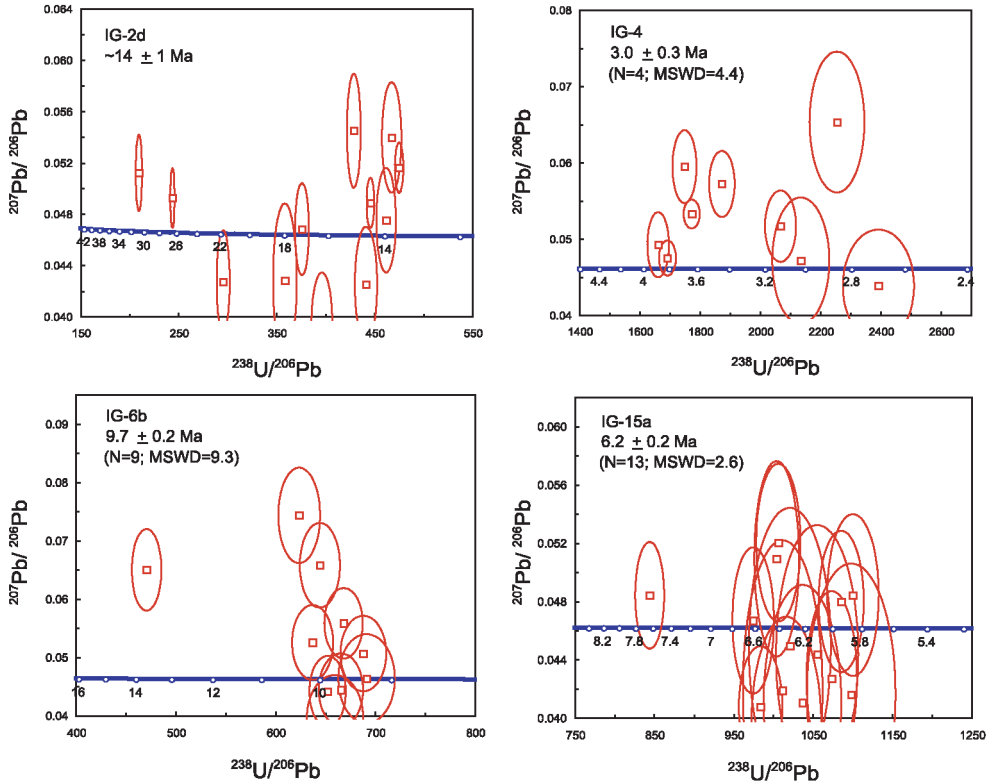 IG-2d
~14 ± 1 Ma
0.064
0.060
0.056
0.052
0.048
0.044
0.040
207Pb/ 206Pb
42 38 34 30 26 22 18 14
150 250 350 450 550
238U/206Pb
IG-4
3.0 ± 0.3 Ma
(N=4; MSWD=4.4)
0.08
0.07
0.06
0.05
0.04
207Pb/ 206Pb
4.4 4 3.6 3.2 2.8 2.4
1400 1600 1800 2000 2200 2400 2600
238U/206Pb
IG-6b
9.7 ± 0.2 Ma
(N=9; MSWD=9.3)
0.09
0.08
0.07
0.06
0.05
0.04
207Pb/ 206Pb
16 14 12 10
400 500 600 700 800
238U/206Pb
IG-15a
6.2 ± 0.2 Ma
(N=13; MSWD=2.6)
0.060
0.056
0.052
0.048
0.044
0.040
207Pb/ 206Pb
8.2 7.8 7.4 7 6.6 6.2 5.8 5.4
750 850 950 1050 1150 1250
238U/206Pb